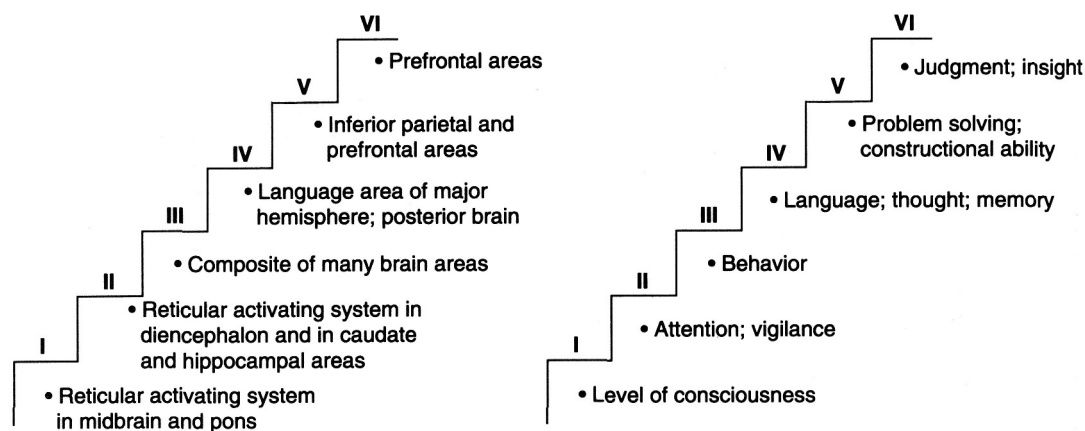 VI
• Prefrontal areas
V
• Inferior parietal and
prefrontal areas
IV
• Language area of major
hemisphere; posterior brain
III
• Composite of many brain areas
II
• Reticular activating system in
diencephalon and in caudate
and hippocampal areas
I
• Reticular activating system
in midbrain and pons
VI
• Judgment; insight
V
• Problem solving;
constructional ability
IV
• Language; thought; memory
III
• Behavior
II
• Attention; vigilance
I
• Level of consciousness